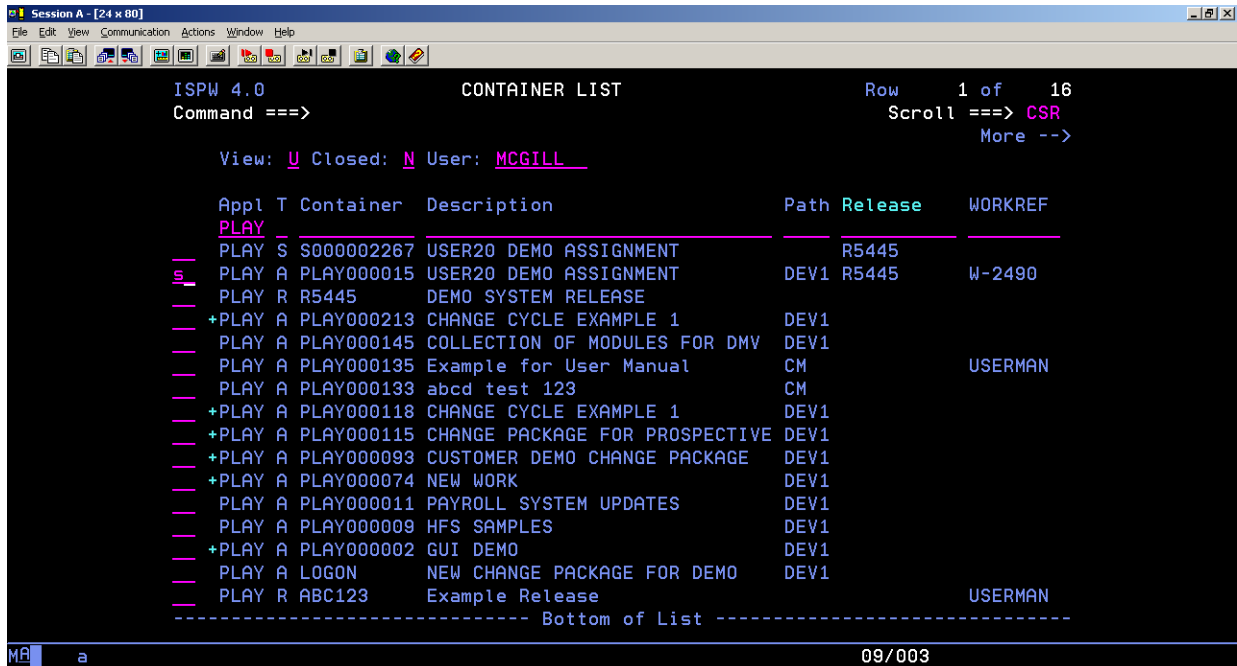 Session A - [24 x 80]
File Edit View Communication Actions Window Help
ISPW 4.0 CONTAINER LIST Row 1 of 16
Command ===> Scroll ===> CSR
More -->
View: U Closed: N User: MCGILL
Appl T Container Description Path Release WORKREF
PLAY
PLAY S S000002267 USER20 DEMO ASSIGNMENT R5445
s PLAY A PLAY000015 USER20 DEMO ASSIGNMENT DEV1 R5445 W-2490
PLAY R R5445 DEMO SYSTEM RELEASE
+PLAY A PLAY000213 CHANGE CYCLE EXAMPLE 1 DEV1
PLAY A PLAY000145 COLLECTION OF MODULES FOR DMV DEV1
PLAY A PLAY000135 Example for User Manual CM USERMAN
PLAY A PLAY000133 abcd test 123 CM
+PLAY A PLAY000118 CHANGE CYCLE EXAMPLE 1 DEV1
+PLAY A PLAY000115 CHANGE PACKAGE FOR PROSPECTIVE DEV1
+PLAY A PLAY000093 CUSTOMER DEMO CHANGE PACKAGE DEV1
+PLAY A PLAY000074 NEW WORK DEV1
PLAY A PLAY000011 PAYROLL SYSTEM UPDATES DEV1
PLAY A PLAY000009 HFS SAMPLES DEV1
+PLAY A PLAY000002 GUI DEMO DEV1
PLAY A LOGON NEW CHANGE PACKAGE FOR DEMO DEV1
PLAY R ABC123 Example Release USERMAN
------------------------------- Bottom of List -------------------------------
MA a 09/003